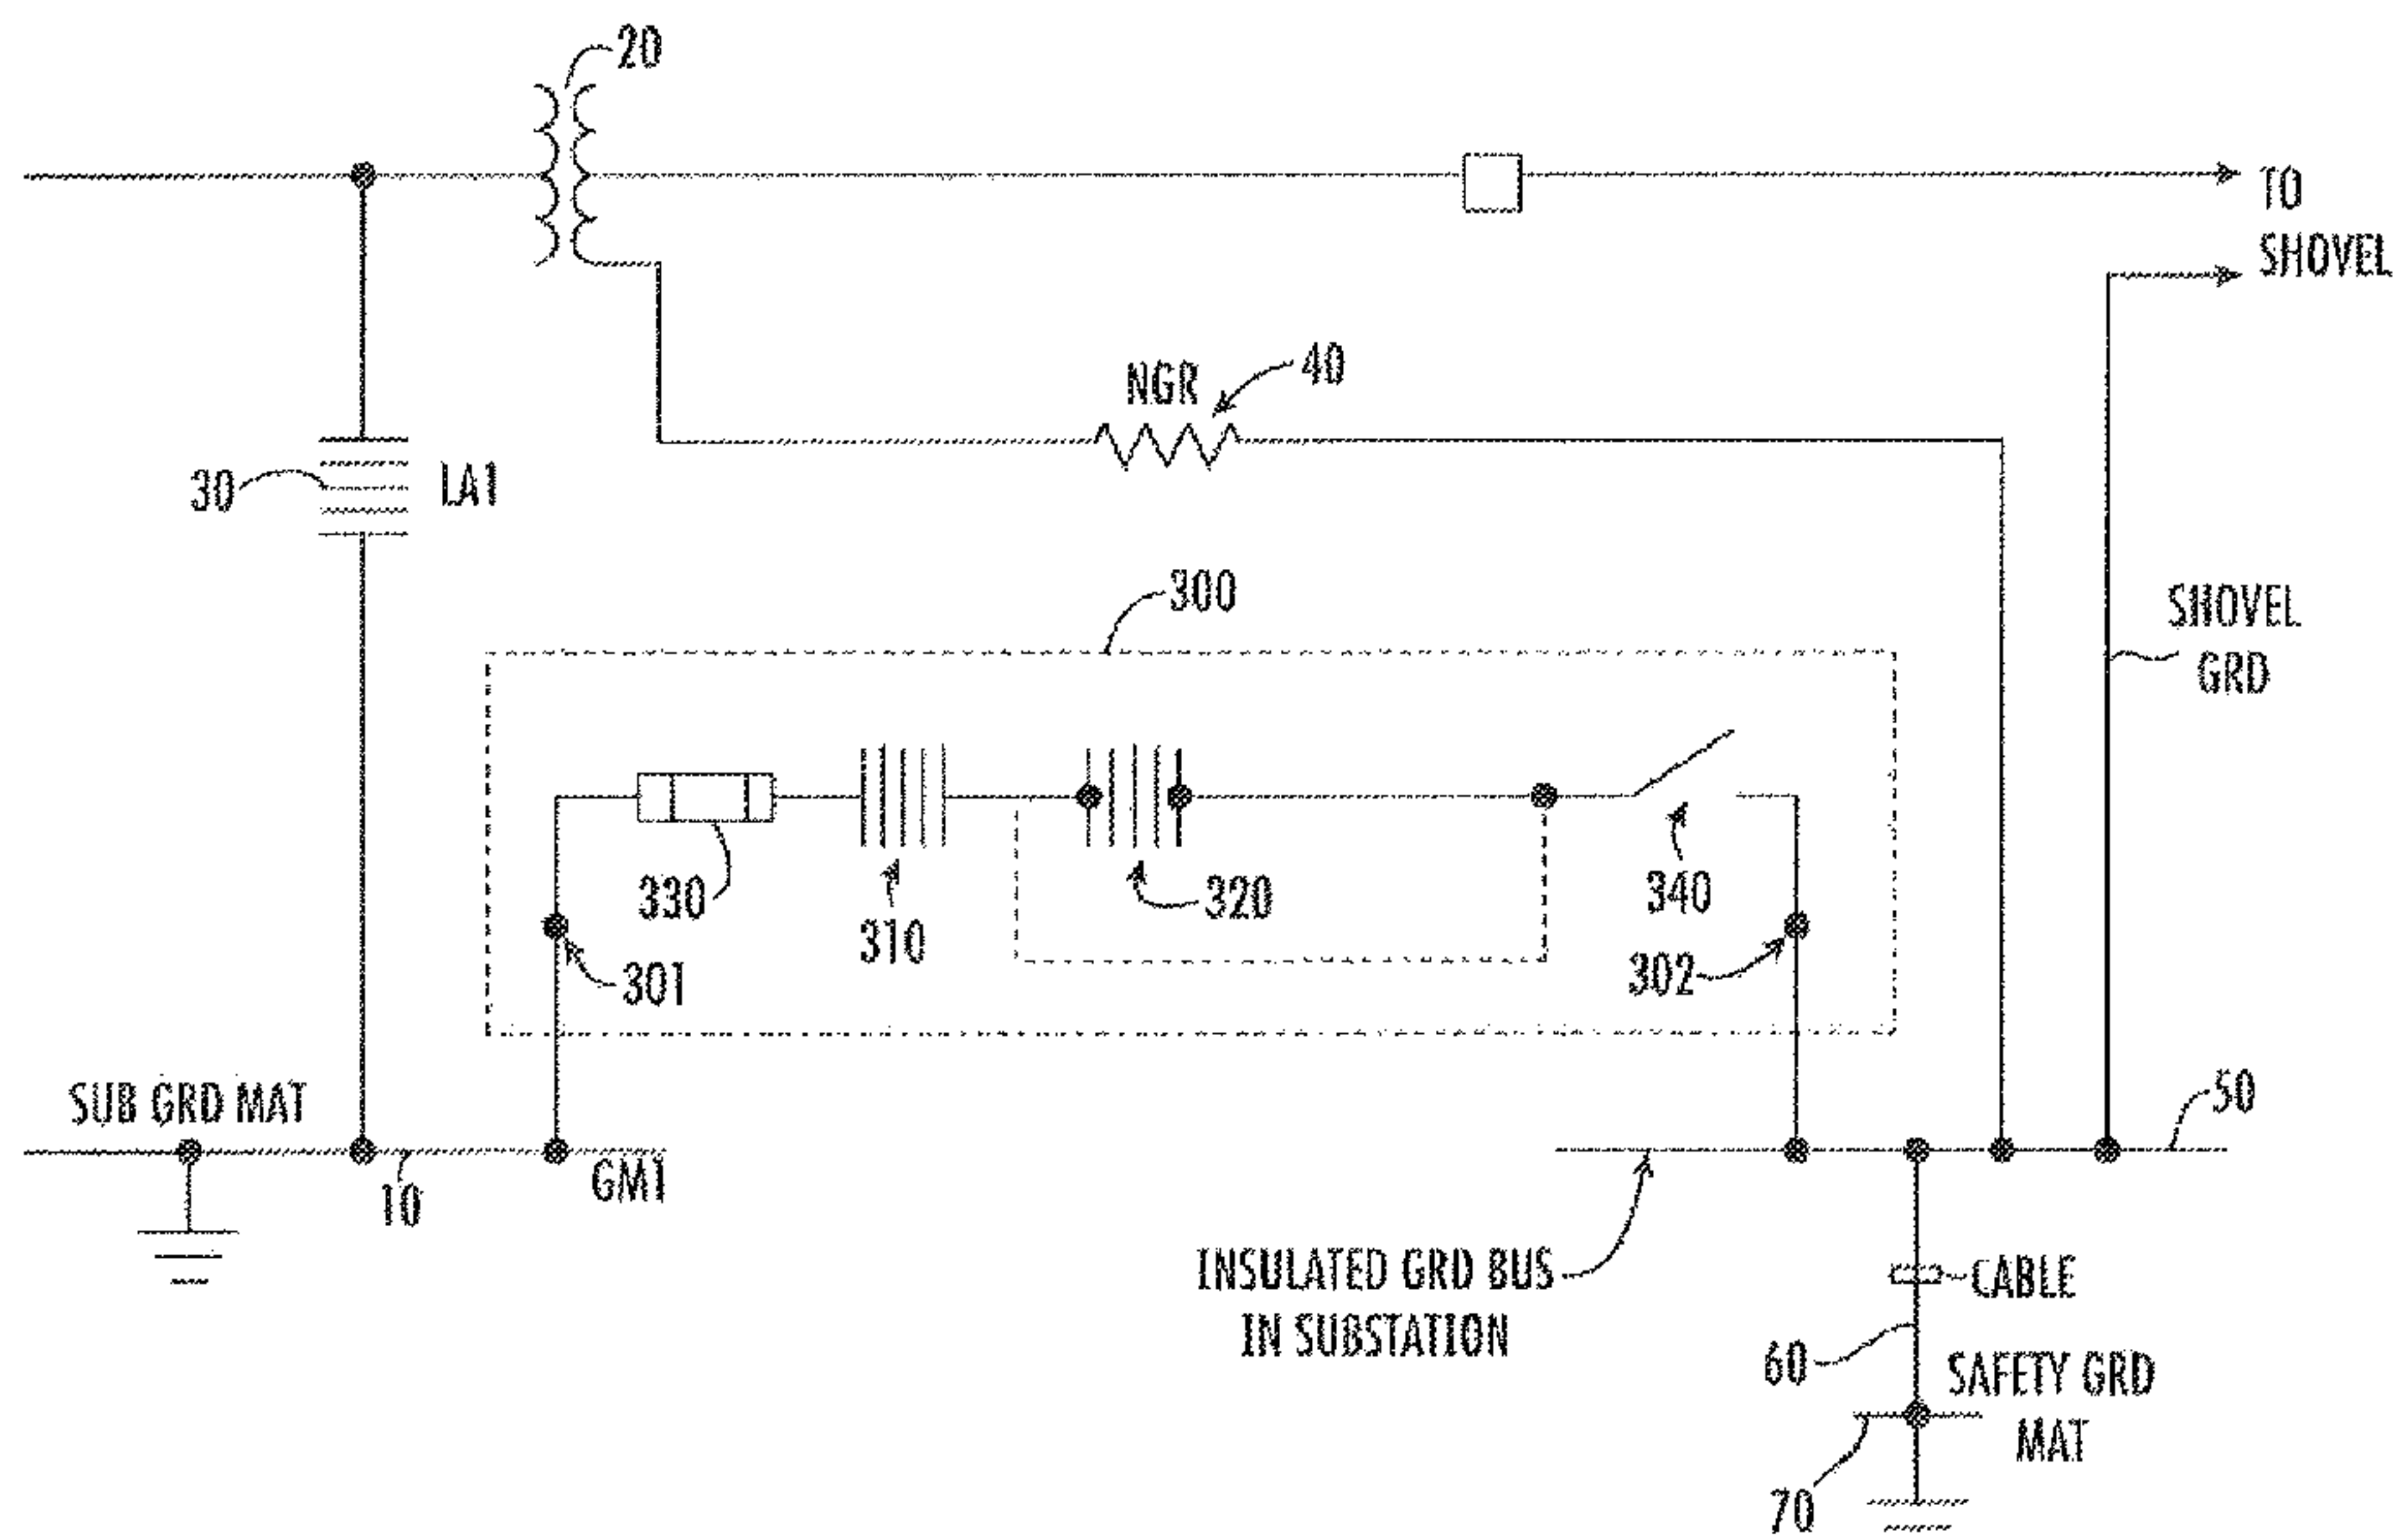 20
TO
SHOVEL
NGR
40
30
LA1
300
SHOVEL
GRD
330
310
320
340
301
302
SUB GRD MAT
10
GM1
50
INSULATED GRD BUS
IN SUBSTATION
CABLE
60
SAFETY GRD
MAT
70